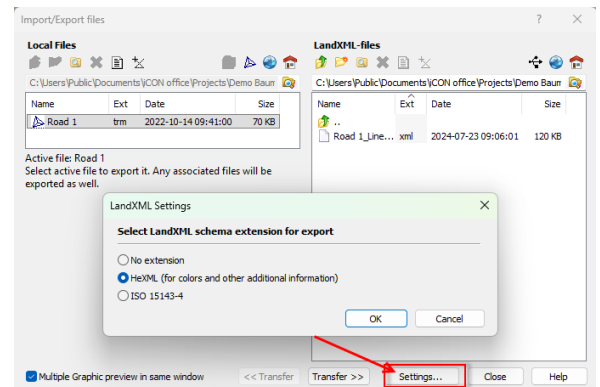 Import/Export files
Local Files
C:\Users\Public\Documents\iCON office\Projects\Demo Baum
Name Ext Date Size
Road 1 trm 2022-10-14 09:41:00 70 KB
Active file: Road 1
Select active file to export it. Any associated files will be
exported as well.
LandXML-files
C:\Users\Public\Documents\iCON office\Projects\Demo Baum
Name Ext Date Size
..
Road 1_Line... xml 2024-07-23 09:06:01 120 KB
LandXML Settings
Select LandXML schema extension for export
No extension
HeXML (for colors and other additional information)
ISO 15143-4
OK Cancel
Multiple Graphic preview in same window << Transfer Transfer >> Settings... Close Help